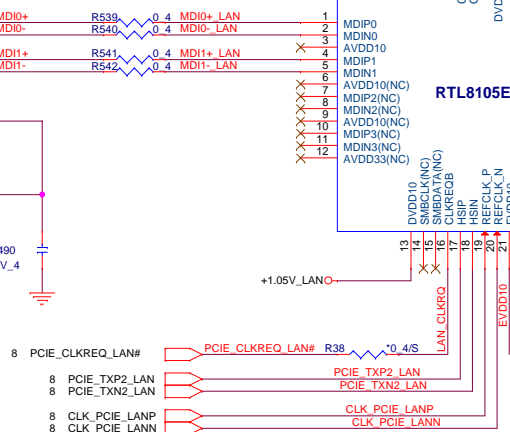 MDI0+ R539 0_4 MDI0+_LAN 1 MDIP0
MDI0- R540 0_4 MDI0-_LAN 2 MDIN0
3 AVDD10
MDI1+ R541 0_4 MDI1+_LAN 4 MDIP1
MDI1- R542 0_4 MDI1-_LAN 5 MDIN1
6 AVDD10(NC)
7 MDIP2(NC)
8 MDIN2(NC)
9 AVDD10(NC)
10 MDIP3(NC)
11 MDIN3(NC)
12 AVDD33(NC)
RTL8105E
DVDD10
SMBCLK(NC)
SMBDATA(NC)
CLKREQB
HSIP
HSIN
REFCLK_P
REFCLK_N
EVDD10
13 14 15 16 17 18 19 20 21
490
V_4
+1.05V_LAN
LAN_CLKRQ
EVDD10
8 PCIE_CLKREQ_LAN# PCIE_CLKREQ_LAN# R38 *0_4/S
8 PCIE_TXP2_LAN PCIE_TXP2_LAN
8 PCIE_TXN2_LAN PCIE_TXN2_LAN
8 CLK_PCIE_LANP CLK_PCIE_LANP
8 CLK_PCIE_LANN CLK_PCIE_LANN